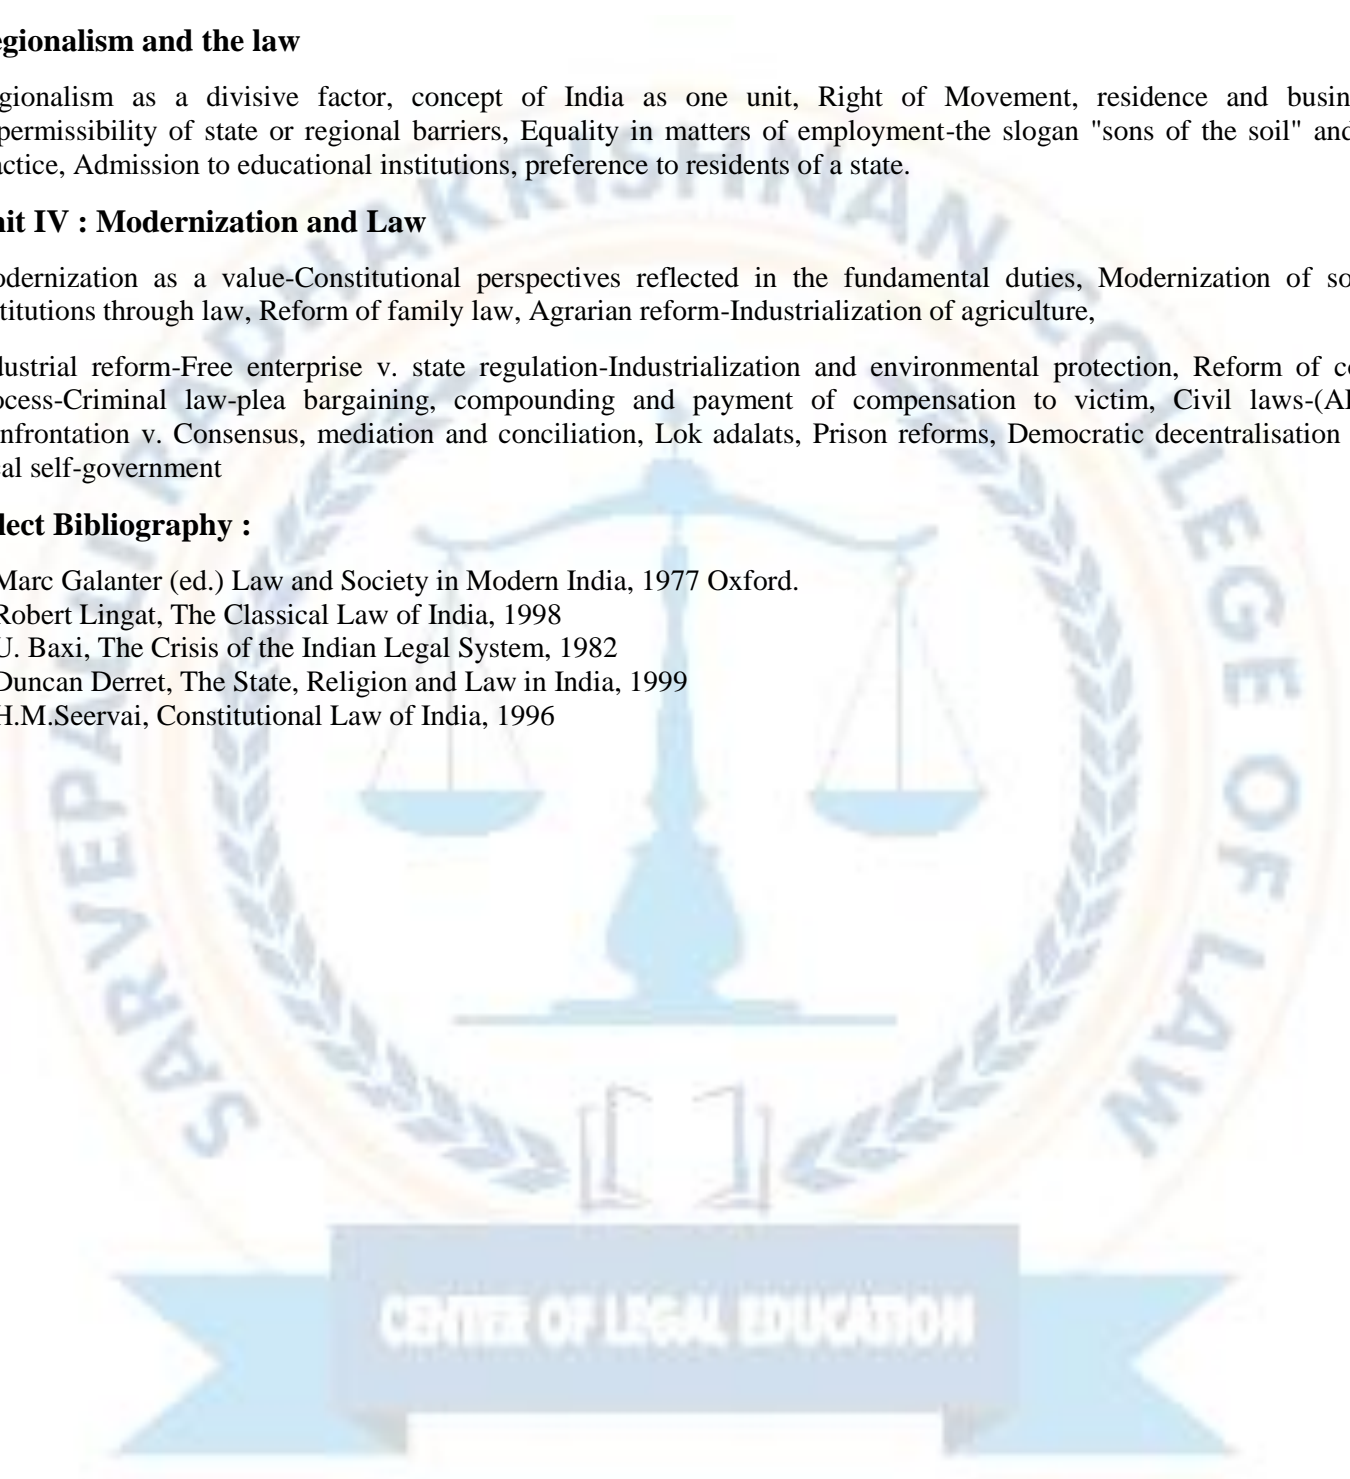 egionalism and the law
gionalism as a divisive factor, concept of India as one unit, Right of Movement, residence and busin
permissibility of state or regional barriers, Equality in matters of employment-the slogan "sons of the soil" and
actice, Admission to educational institutions, preference to residents of a state.
nit IV : Modernization and Law
odernization as a value-Constitutional perspectives reflected in the fundamental duties, Modernization of so
titutions through law, Reform of family law, Agrarian reform-Industrialization of agriculture,
dustrial reform-Free enterprise v. state regulation-Industrialization and environmental protection, Reform of co
ocess-Criminal law-plea bargaining, compounding and payment of compensation to victim, Civil laws-(AI
nfrontation v. Consensus, mediation and conciliation, Lok adalats, Prison reforms, Democratic decentralisation
cal self-government
lect Bibliography :
Marc Galanter (ed.) Law and Society in Modern India, 1977 Oxford.
Robert Lingat, The Classical Law of India, 1998
U. Baxi, The Crisis of the Indian Legal System, 1982
Duncan Derret, The State, Religion and Law in India, 1999
H.M.Seervai, Constitutional Law of India, 1996
SARVEPALLI RADHAKRISHNAN COLLEGE OF LAW
CENTER OF LEGAL EDUCATION